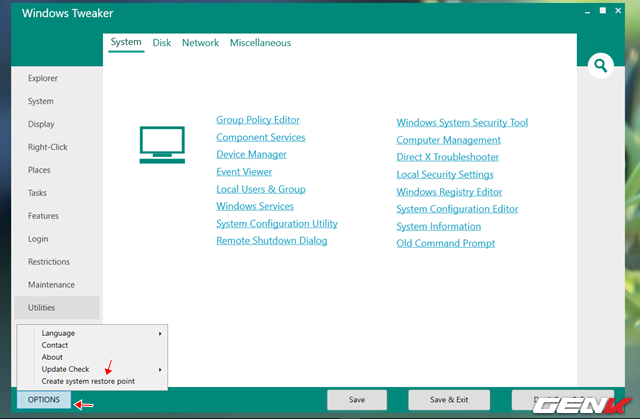 Windows Tweaker
System Disk Network Miscellaneous
Explorer
System
Display
Right-Click
Places
Tasks
Features
Login
Restrictions
Maintenance
Utilities
Group Policy Editor
Component Services
Device Manager
Event Viewer
Local Users & Group
Windows Services
System Configuration Utility
Remote Shutdown Dialog
Windows System Security Tool
Computer Management
Direct X Troubleshooter
Local Security Settings
Windows Registry Editor
System Configuration Editor
System Information
Old Command Prompt
Language
Contact
About
Update Check
Create system restore point
OPTIONS
Save
Save & Exit
GENK